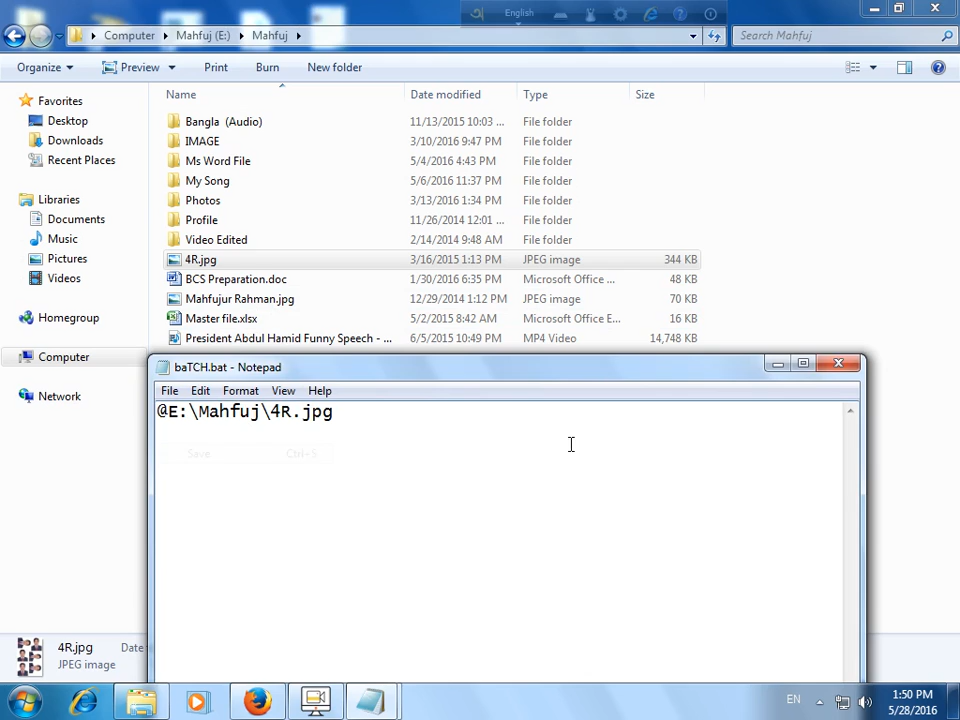 English
Computer Mahfuj (E:) Mahfuj
Search Mahfuj
Organize Preview Print Burn New folder
Name Date modified Type Size
Favorites
Desktop
Downloads
Recent Places
Libraries
Documents
Music
Pictures
Videos
Homegroup
Computer
Network
Bangla (Audio) 11/13/2015 10:03 ... File folder
IMAGE 3/10/2016 9:47 PM File folder
Ms Word File 5/4/2016 4:43 PM File folder
My Song 5/6/2016 11:37 PM File folder
Photos 3/13/2016 1:34 PM File folder
Profile 11/26/2014 12:01 ... File folder
Video Edited 2/14/2014 9:48 AM File folder
4R.jpg 3/16/2015 1:13 PM JPEG image 344 KB
BCS Preparation.doc 1/30/2016 6:35 PM Microsoft Office ... 48 KB
Mahfujur Rahman.jpg 12/29/2014 1:12 PM JPEG image 70 KB
Master file.xlsx 5/2/2015 8:42 AM Microsoft Office E... 16 KB
President Abdul Hamid Funny Speech - ... 6/5/2015 10:49 PM MP4 Video 14,748 KB
baTCH.bat - Notepad
File Edit Format View Help
@E:\Mahfuj\4R.jpg
Save Ctrl+S
4R.jpg Date
JPEG image
EN
1:50 PM
5/28/2016